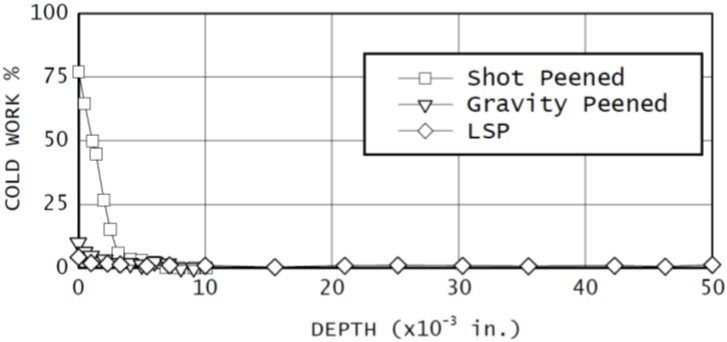 100
75
50
25
0
COLD WORK %
Shot Peened
Gravity Peened
LSP
0 10 20 30 40 50
DEPTH (x10⁻³ in.)